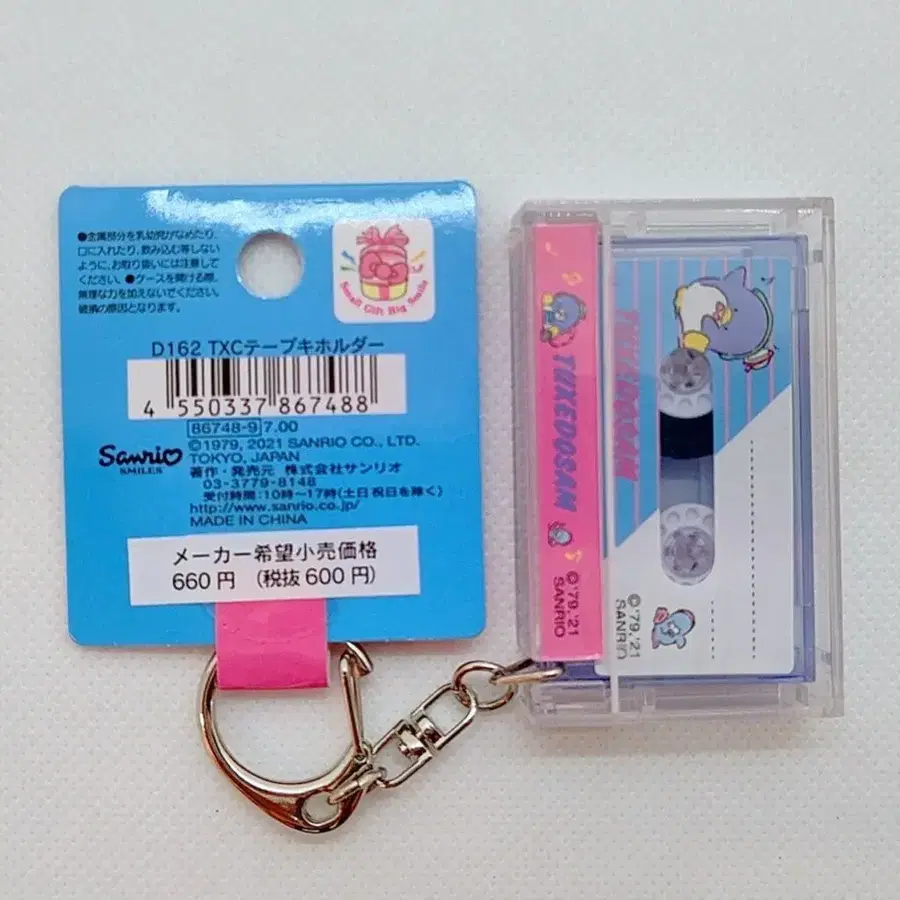 ●金属部分を乳幼児がなめたり、
口に入れたり、飲み込む等しない
ように、お取り扱いには注意して
ください。●ケースを開ける際、
無理な力を加えないでください。
破損の原因となります。
Small Gift Big Smile
D162 TXCテープキホルダー
4 550337 867488
86748-9 7.00
©1979, 2021 SANRIO CO., LTD.
TOKYO, JAPAN
著作・発売元 株式会社サンリオ
03-3779-8148
受付時間:10時〜17時(土日祝日を除く)
http://www.sanrio.co.jp/
MADE IN CHINA
Sanrio
SMILES
メーカー希望小売価格
660円 (税抜600円)
TUXEDOSAM
©'79,'21
SANRIO
TUXEDOSAM
©'79,'21
SANRIO